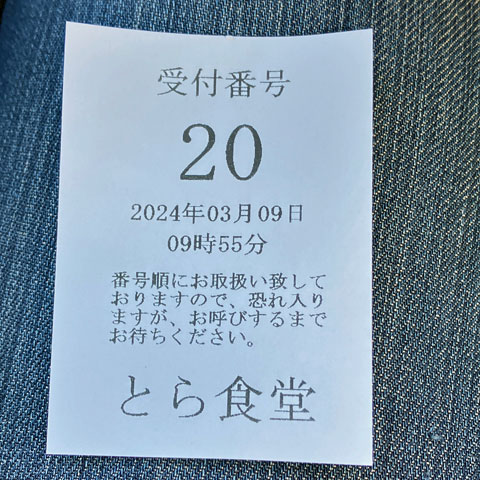 受付番号
20
2024年03月09日
09時55分
番号順にお取扱い致して
おりますので、恐れ入り
ますが、お呼びするまで
お待ちください。
とら食堂